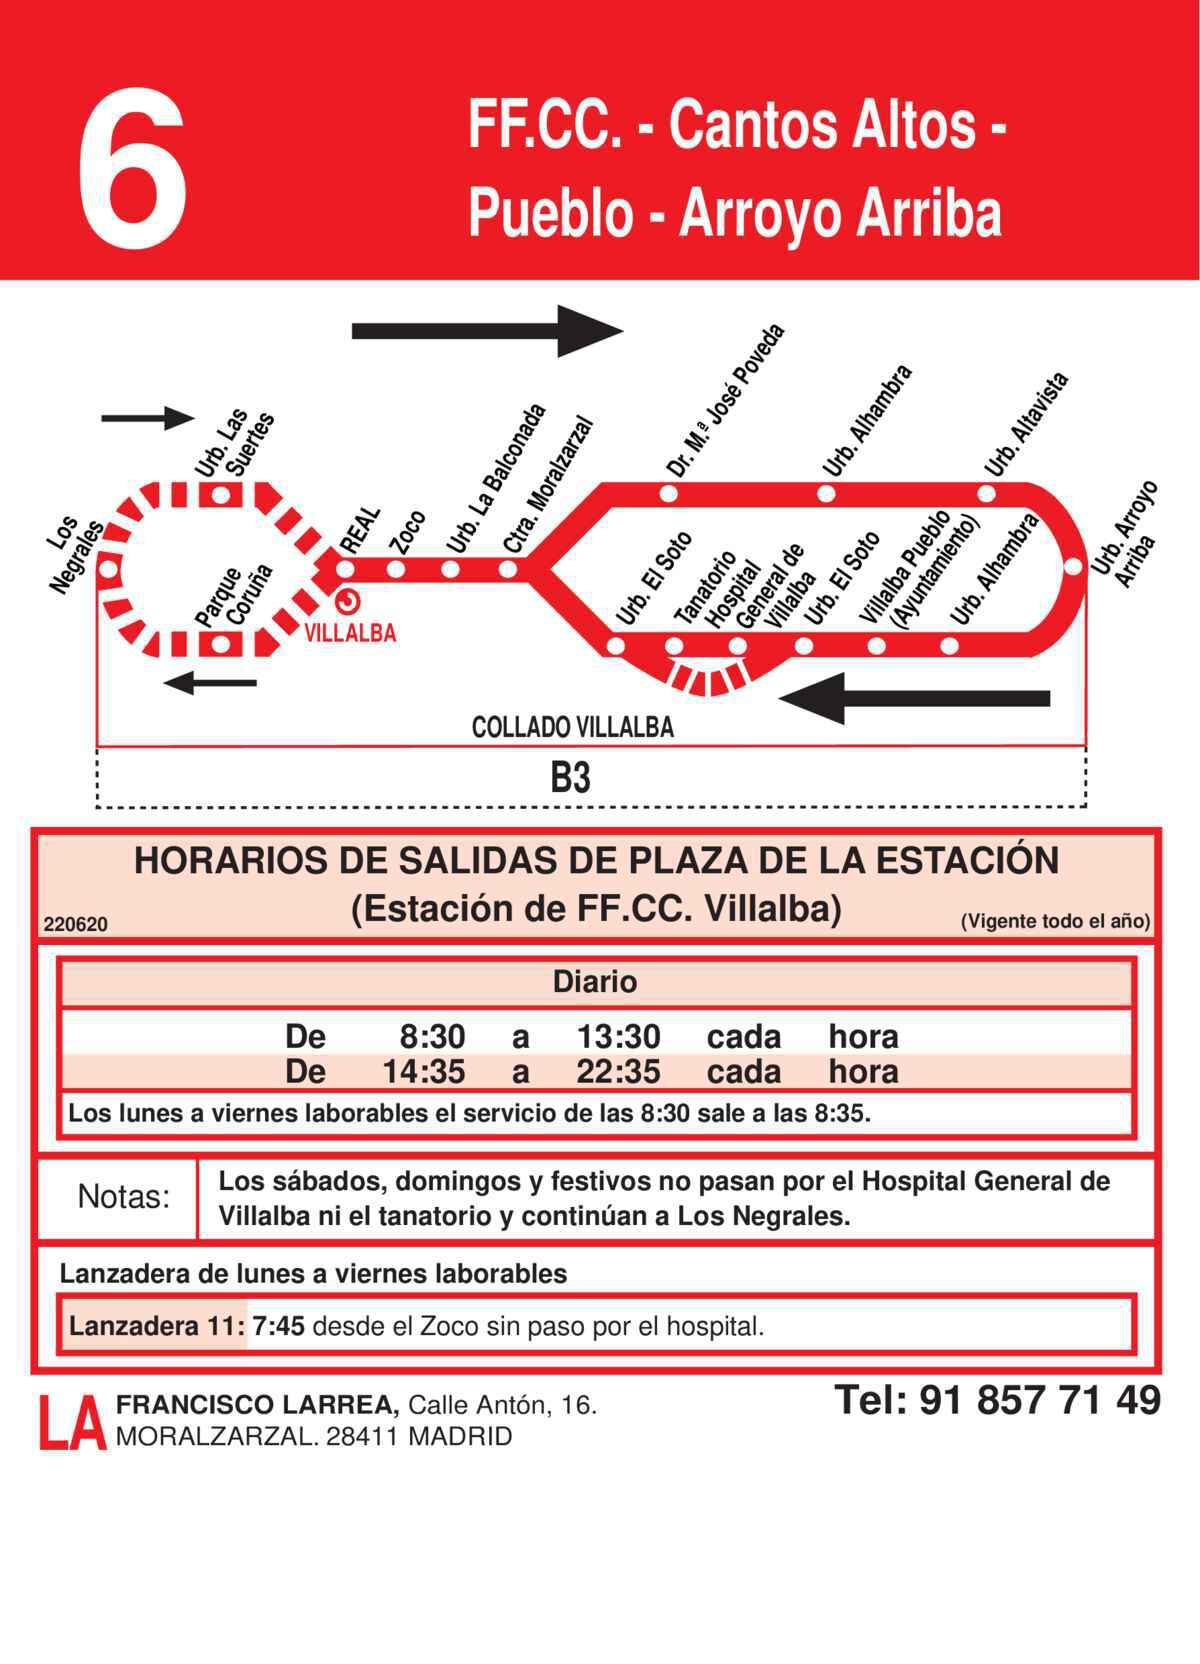 6
FF.CC. - Cantos Altos -
Pueblo - Arroyo Arriba
Los
Negrales
Urb. Las
Suertes
Parque
Coruña
REAL
Zoco
Urb. La Balconada
Ctra. Moralzarzal
Dr. M.ª José Poveda
Urb. Alhambra
Urb. Altavista
Urb. Arroyo
Arriba
Urb. El Soto
Tanatorio
Hospital
General de
Villalba
Urb. El Soto
Villalba Pueblo
(Ayuntamiento)
Urb. Alhambra
VILLALBA
COLLADO VILLALBA
B3
HORARIOS DE SALIDAS DE PLAZA DE LA ESTACIÓN
(Estación de FF.CC. Villalba)
220620
(Vigente todo el año)
Diario
De 8:30 a 13:30 cada hora
De 14:35 a 22:35 cada hora
Los lunes a viernes laborables el servicio de las 8:30 sale a las 8:35.
Notas:
Los sábados, domingos y festivos no pasan por el Hospital General de
Villalba ni el tanatorio y continúan a Los Negrales.
Lanzadera de lunes a viernes laborables
Lanzadera 11: 7:45 desde el Zoco sin paso por el hospital.
LA
FRANCISCO LARREA, Calle Antón, 16.
MORALZARZAL. 28411 MADRID
Tel: 91 857 71 49